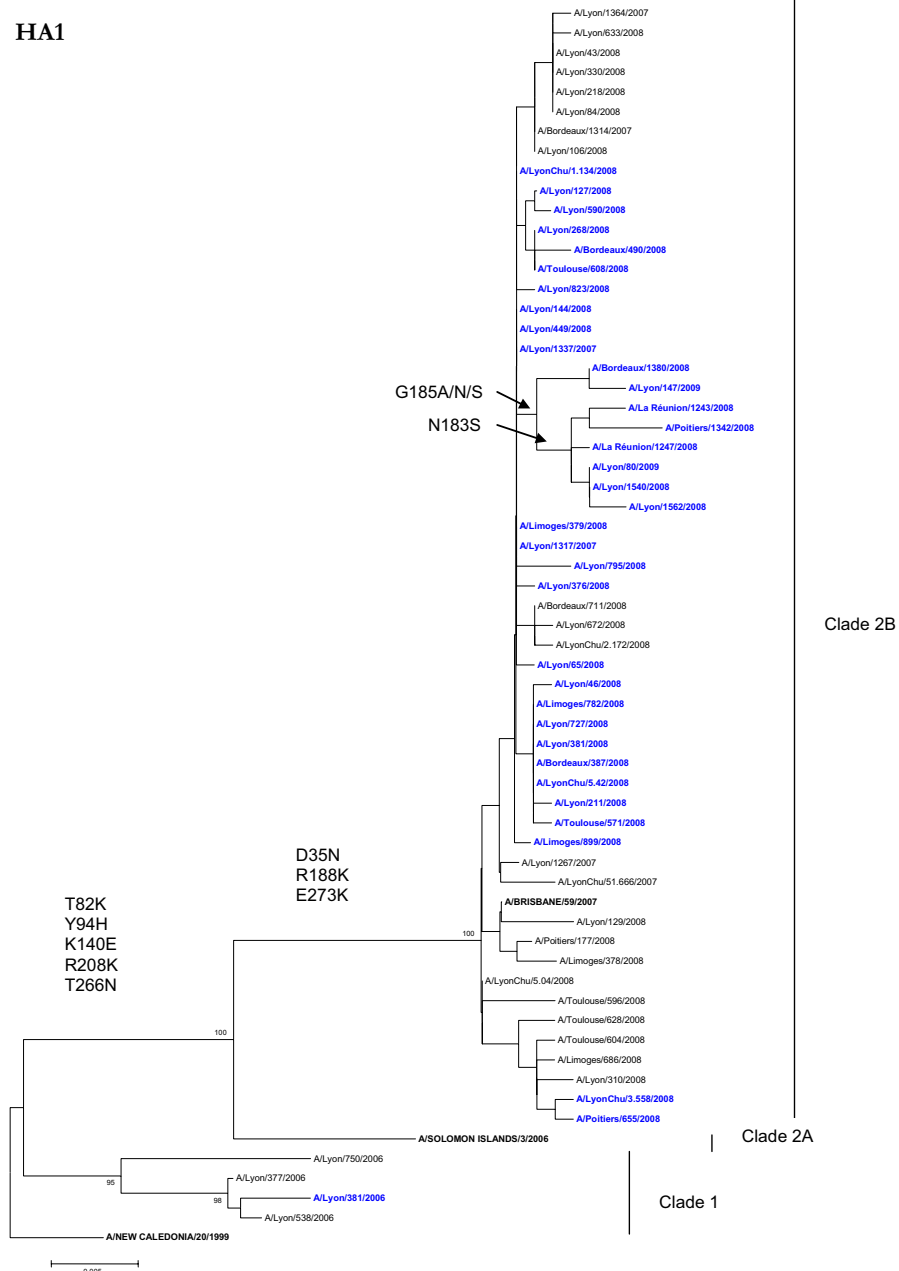 HA1
A/Lyon/1364/2007
A/Lyon/633/2008
A/Lyon/43/2008
A/Lyon/330/2008
A/Lyon/218/2008
A/Lyon/84/2008
A/Bordeaux/1314/2007
A/Lyon/106/2008
A/LyonChu/1.134/2008
A/Lyon/127/2008
A/Lyon/590/2008
A/Lyon/268/2008
A/Bordeaux/490/2008
A/Toulouse/608/2008
A/Lyon/823/2008
A/Lyon/144/2008
A/Lyon/449/2008
A/Lyon/1337/2007
A/Bordeaux/1380/2008
G185A/N/S
A/Lyon/147/2009
A/La Réunion/1243/2008
N183S
A/Poitiers/1342/2008
A/La Réunion/1247/2008
A/Lyon/80/2009
A/Lyon/1540/2008
A/Lyon/1562/2008
A/Limoges/379/2008
A/Lyon/1317/2007
A/Lyon/795/2008
A/Lyon/376/2008
A/Bordeaux/711/2008
A/Lyon/672/2008
Clade 2B
A/LyonChu/2.172/2008
A/Lyon/65/2008
A/Lyon/46/2008
A/Limoges/782/2008
A/Lyon/727/2008
A/Lyon/381/2008
A/Bordeaux/387/2008
A/LyonChu/5.42/2008
A/Lyon/211/2008
A/Toulouse/571/2008
A/Limoges/899/2008
D35N
R188K
E273K
A/Lyon/1267/2007
A/LyonChu/51.666/2007
T82K
Y94H
K140E
R208K
T266N
A/BRISBANE/59/2007
A/Lyon/129/2008
100
A/Poitiers/177/2008
A/Limoges/378/2008
A/LyonChu/5.04/2008
A/Toulouse/596/2008
A/Toulouse/628/2008
100
A/Toulouse/604/2008
A/Limoges/686/2008
A/Lyon/310/2008
A/LyonChu/3.558/2008
A/Poitiers/655/2008
Clade 2A
A/SOLOMON ISLANDS/3/2006
A/Lyon/750/2006
95
A/Lyon/377/2006
98
A/Lyon/381/2006
Clade 1
A/Lyon/538/2006
A/NEW CALEDONIA/20/1999